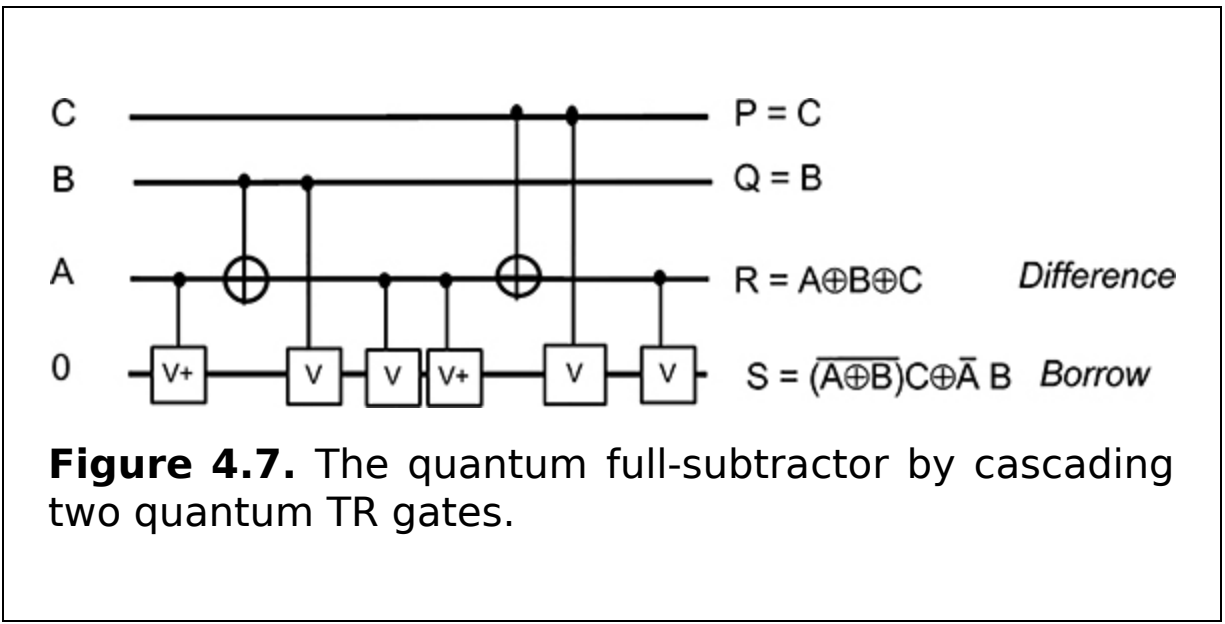 C P = C
B Q = B
A R = A⊕B⊕C Difference
0 V+ V V V+ V V S = (A̅⊕̅B̅)C⊕A̅ B Borrow
Figure 4.7. The quantum full-subtractor by cascading
two quantum TR gates.